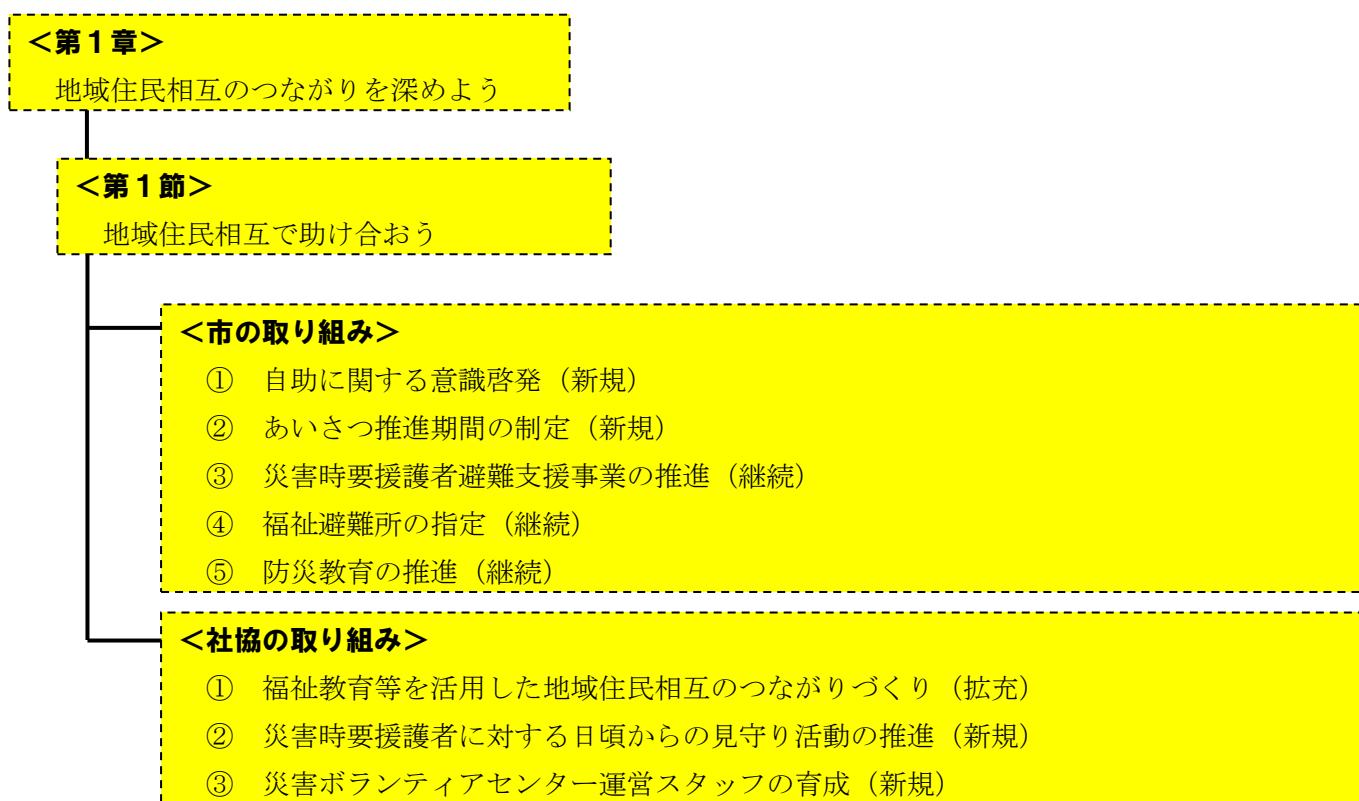 ＜第１章＞
地域住民相互のつながりを深めよう
＜第１節＞
地域住民相互で助け合おう
＜市の取り組み＞
① 自助に関する意識啓発（新規）
② あいさつ推進期間の制定（新規）
③ 災害時要援護者避難支援事業の推進（継続）
④ 福祉避難所の指定（継続）
⑤ 防災教育の推進（継続）
＜社協の取り組み＞
① 福祉教育等を活用した地域住民相互のつながりづくり（拡充）
② 災害時要援護者に対する日頃からの見守り活動の推進（新規）
③ 災害ボランティアセンター運営スタッフの育成（新規）